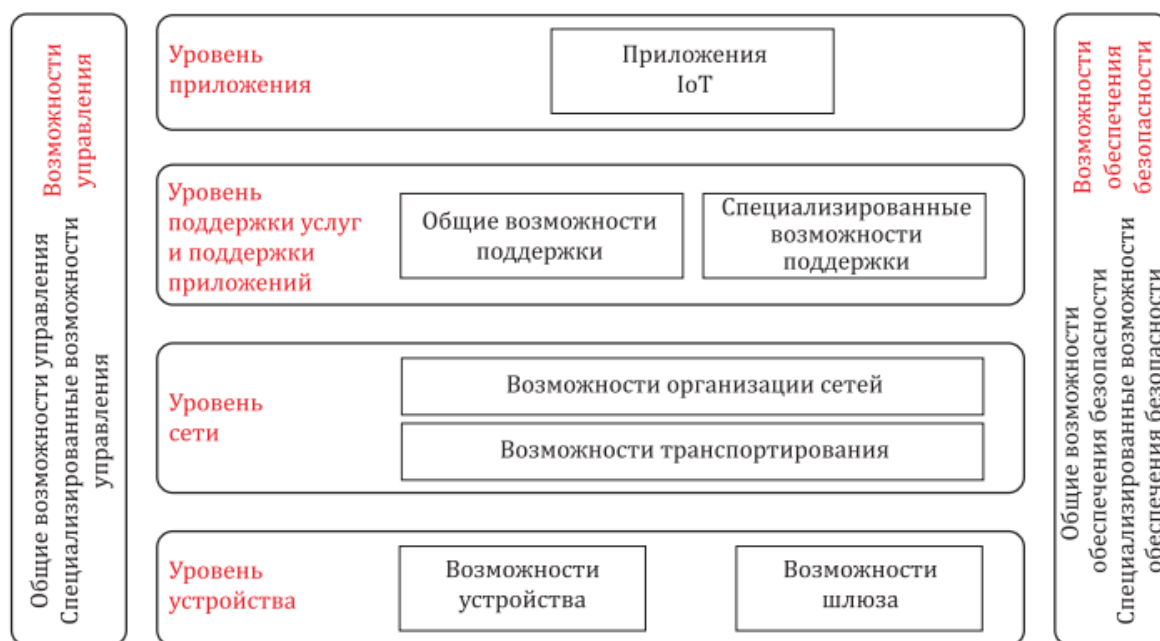 Возможности
управления
Общие возможности управления
Специализированные возможности
управления
Уровень
приложения
Приложения
IoT
Уровень
поддержки услуг
и поддержки
приложений
Общие возможности
поддержки
Специализированные
возможности
поддержки
Уровень
сети
Возможности организации сетей
Возможности транспортирования
Уровень
устройства
Возможности
устройства
Возможности
шлюза
Возможности
обеспечения
безопасности
Общие возможности
обеспечения безопасности
Специализированные возможности
обеспечения безопасности